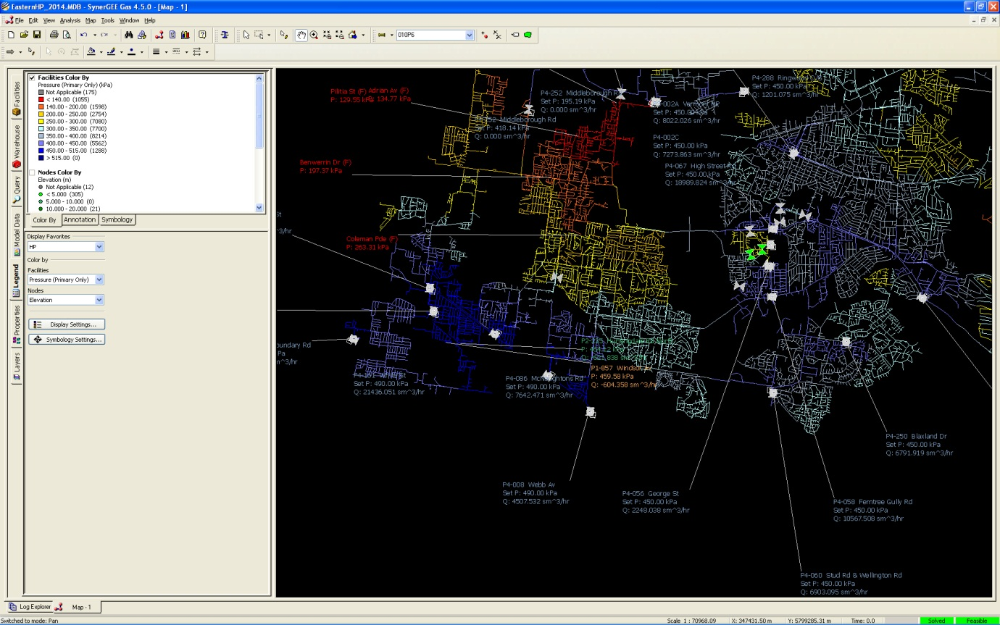 EasternHP_2014.MDB - SynerGEE Gas 4.5.0 - [Map - 1]
File Edit View Analysis Map Tools Window Help
010P6
Facilities
Warehouse
Query
Model Data
Legend
Properties
Layers
Facilities Color By
Pressure (Primary Only) (kPa)
Not Applicable (175)
< 140.00 (1055)
140.00 - 200.00 (1598)
200.00 - 250.00 (2754)
250.00 - 300.00 (7080)
300.00 - 350.00 (7700)
350.00 - 400.00 (8214)
400.00 - 450.00 (5562)
450.00 - 515.00 (1288)
> 515.00 (0)
Nodes Color By
Elevation (m)
Not Applicable (12)
< 5.000 (305)
5.000 - 10.000 (0)
10.000 - 20.000 (21)
Color By Annotation Symbology
Display Favorites
HP
Color by
Facilities
Pressure (Primary Only)
Nodes
Elevation
Display Settings...
Symbology Settings...
Pilitia St (F) Adrian Av (F)
P: 129.55 kPa P: 134.77 kPa
P4-252 Middleborough Rd
Set P: 195.19 kPa
Q: 0.000 sm^3/hr
Middleborough Rd
Set P: 418.14 kPa
Q: 0.000 sm^3/hr
P4-288 Ringwood
Set P: 450.00 kPa
Q: 1201.075 sm^3/hr
Vermont
Set P: 450.00 kPa
Q: 8022.026 sm^3/hr
P4-002C
Set P: 450.00 kPa
Q: 7273.863 sm^3/hr
P4-067 High Street
Set P: 450.00 kPa
Q: 18989.824 sm^3/hr
Benwerrin Dr (F)
P: 197.37 kPa
Coleman Pde (F)
P: 263.31 kPa
St
^3/hr
oundary Rd
Pa
m^3/hr
Set P: 490.00 kPa
Q: 21436.051 sm^3/hr
P4-086 McNaughtons Rd
Set P: 490.00 kPa
Q: 7642.471 sm^3/hr
P1-857 Windsor
P: 459.58 kPa
Q: -604.358 sm^3/hr
P4-008 Webb Av
Set P: 490.00 kPa
Q: 4507.532 sm^3/hr
P4-056 George St
Set P: 450.00 kPa
Q: 2248.038 sm^3/hr
P4-250 Blaxland Dr
Set P: 450.00 kPa
Q: 6791.919 sm^3/hr
P4-058 Ferntree Gully Rd
Set P: 450.00 kPa
Q: 10567.508 sm^3/hr
P4-060 Stud Rd & Wellington Rd
Set P: 450.00 kPa
Q: 6903.095 sm^3/hr
Log Explorer Map - 1
Switched to mode: Pan
Scale 1 : 70968.09 X: 347431.50 m Y: 5799285.31 m Time: 0.0 Solved Feasible